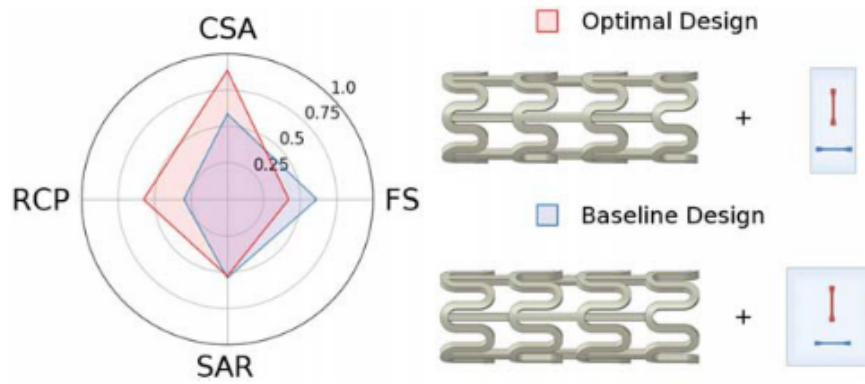 CSA
1.0
0.75
0.5
0.25
RCP
FS
SAR
Optimal Design
+
Baseline Design
+